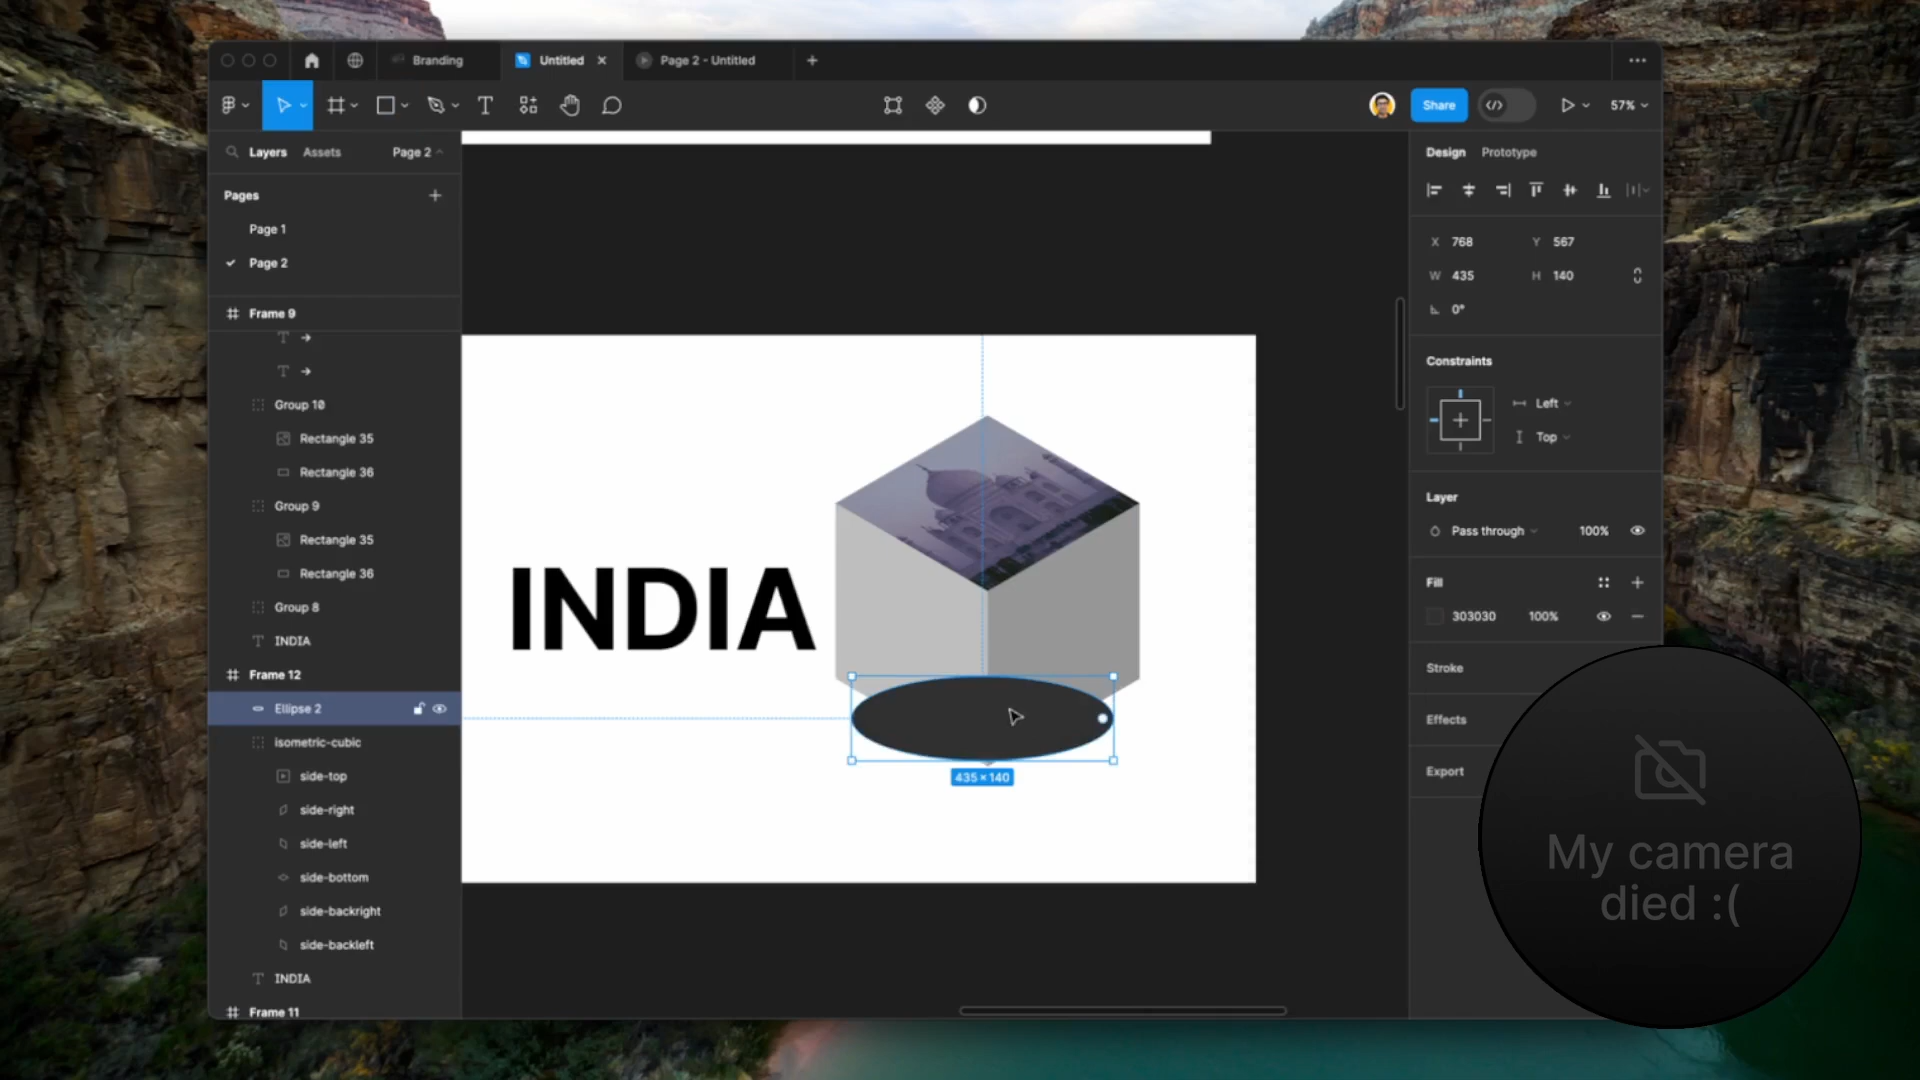 Branding
Untitled
Page 2 - Untitled
Share
57%
Layers
Assets
Page 2
Pages
Page 1
Page 2
Frame 9
→
→
Group 10
Rectangle 35
Rectangle 36
Group 9
Rectangle 35
Rectangle 36
Group 8
INDIA
Frame 12
Ellipse 2
isometric-cubic
side-top
side-right
side-left
side-bottom
side-backright
side-backleft
INDIA
Frame 11
INDIA
435 × 140
Design
Prototype
X 768
Y 567
W 435
H 140
0°
Constraints
Left
Top
Layer
Pass through
100%
Fill
303030
100%
Stroke
Effects
Export
My camera
died :(